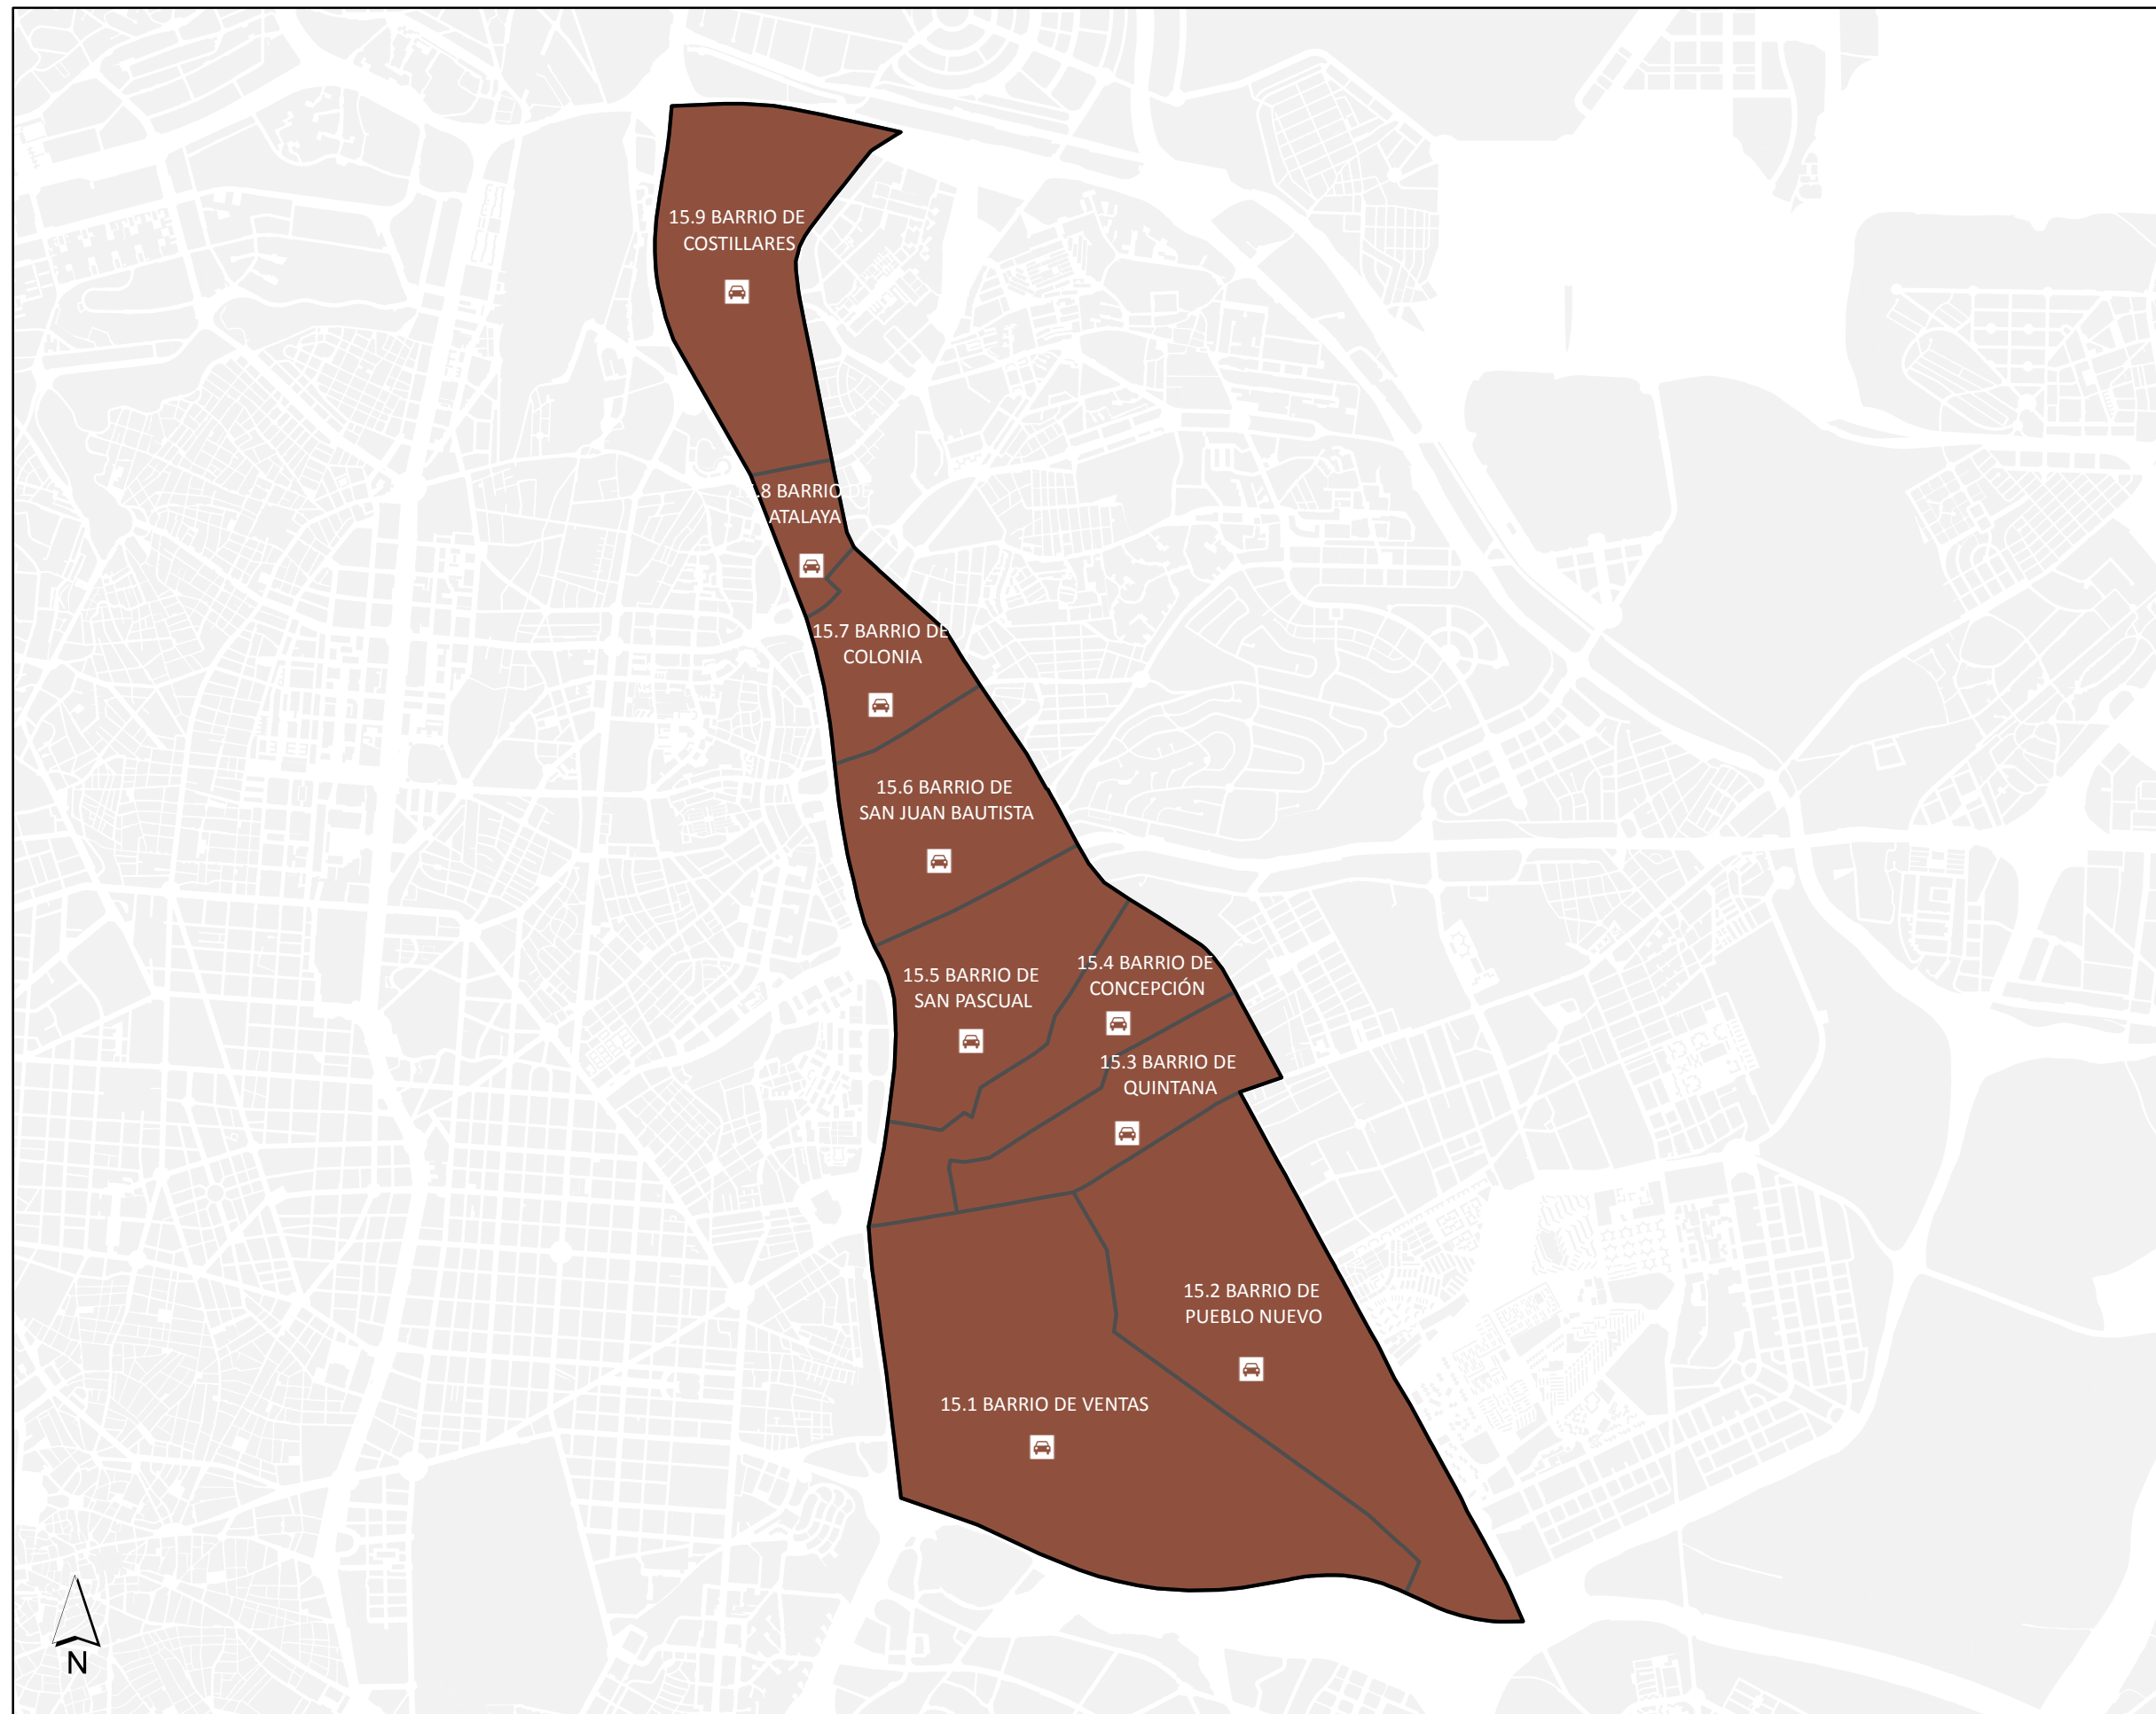 15.9 BARRIO DE
COSTILLARES
.8 BARRIO DE
ATALAYA
15.7 BARRIO DE
COLONIA
15.6 BARRIO DE
SAN JUAN BAUTISTA
15.5 BARRIO DE
SAN PASCUAL
15.4 BARRIO DE
CONCEPCIÓN
15.3 BARRIO DE
QUINTANA
15.2 BARRIO DE
PUEBLO NUEVO
15.1 BARRIO DE VENTAS
N